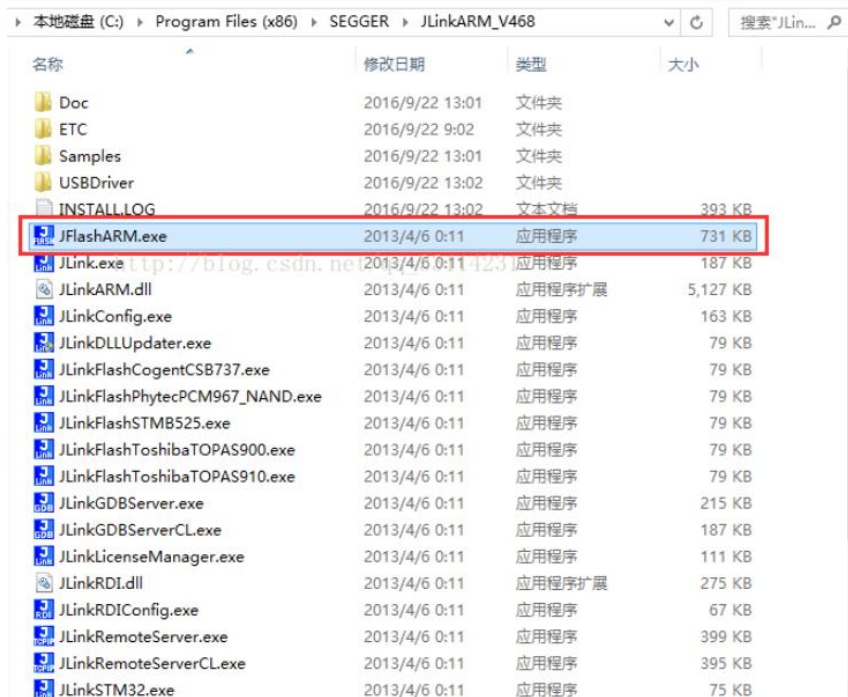 本地磁盘 (C:) Program Files (x86) SEGGER JLinkARM_V468 搜索"JLin...
名称 修改日期 类型 大小
Doc 2016/9/22 13:01 文件夹
ETC 2016/9/22 9:02 文件夹
Samples 2016/9/22 13:01 文件夹
USBDriver 2016/9/22 13:02 文件夹
INSTALL.LOG 2016/9/22 13:02 文本文档 393 KB
JFlashARM.exe 2013/4/6 0:11 应用程序 731 KB
JLink.exe 2013/4/6 0:11 应用程序 187 KB
JLinkARM.dll 2013/4/6 0:11 应用程序扩展 5,127 KB
JLinkConfig.exe 2013/4/6 0:11 应用程序 163 KB
JLinkDLLUpdater.exe 2013/4/6 0:11 应用程序 79 KB
JLinkFlashCogentCSB737.exe 2013/4/6 0:11 应用程序 79 KB
JLinkFlashPhytecPCM967_NAND.exe 2013/4/6 0:11 应用程序 79 KB
JLinkFlashSTMB525.exe 2013/4/6 0:11 应用程序 79 KB
JLinkFlashToshibaTOPAS900.exe 2013/4/6 0:11 应用程序 79 KB
JLinkFlashToshibaTOPAS910.exe 2013/4/6 0:11 应用程序 79 KB
JLinkGDBServer.exe 2013/4/6 0:11 应用程序 215 KB
JLinkGDBServerCL.exe 2013/4/6 0:11 应用程序 187 KB
JLinkLicenseManager.exe 2013/4/6 0:11 应用程序 111 KB
JLinkRDI.dll 2013/4/6 0:11 应用程序扩展 275 KB
JLinkRDIConfig.exe 2013/4/6 0:11 应用程序 67 KB
JLinkRemoteServer.exe 2013/4/6 0:11 应用程序 399 KB
JLinkRemoteServerCL.exe 2013/4/6 0:11 应用程序 395 KB
JLinkSTM32.exe 2013/4/6 0:11 应用程序 75 KB